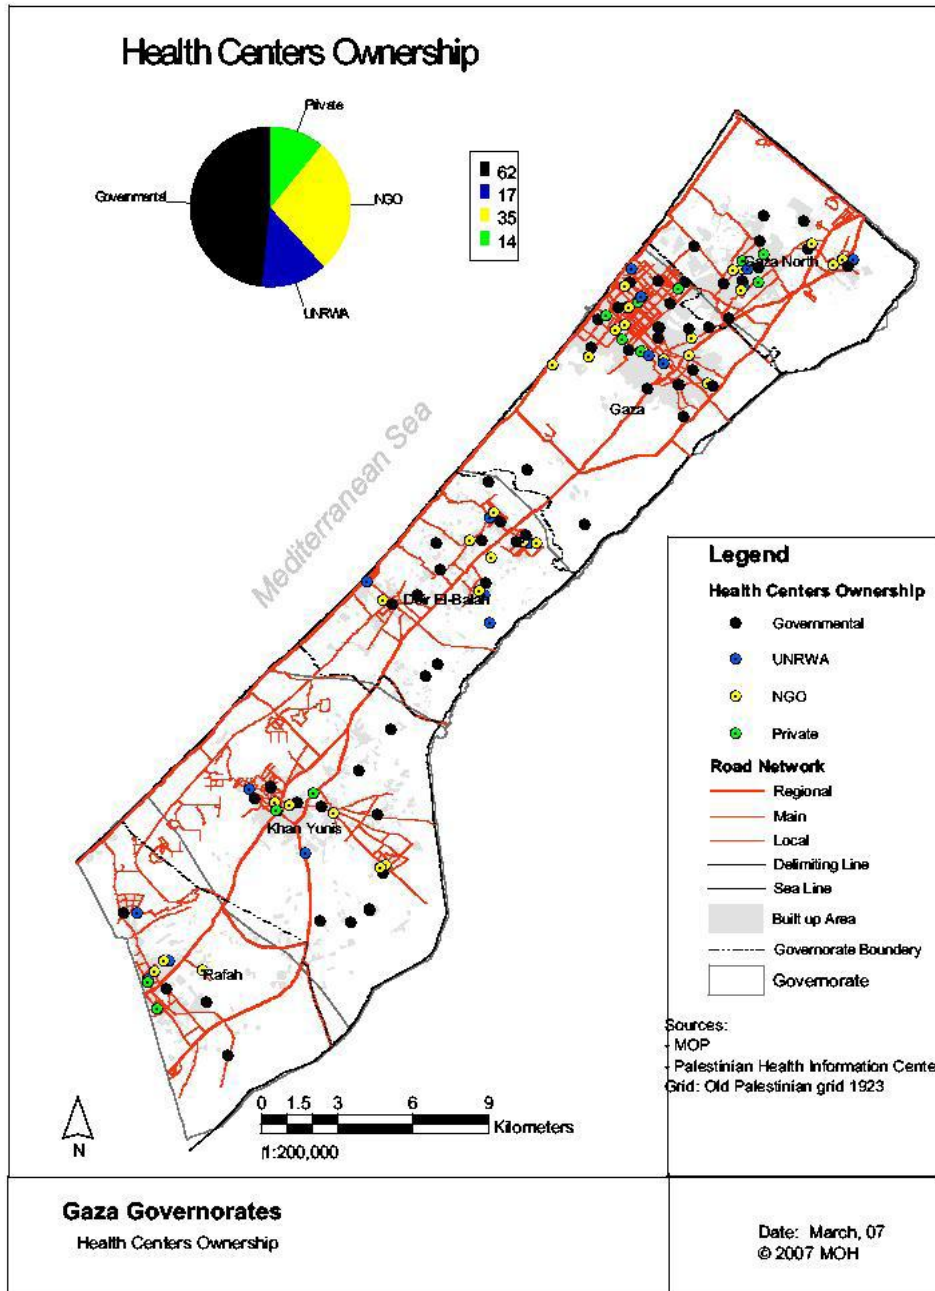 Health Centers Ownership
Private
Governmental
NGO
UNRWA
62
17
35
14
Gaza North
Gaza
Mediterranean Sea
Deir El-Balah
Khan Yunis
Rafah
Legend
Health Centers Ownership
Governmental
UNRWA
NGO
Private
Road Network
Regional
Main
Local
Delimiting Line
Sea Line
Built up Area
Governorate Boundery
Governorate
Sources:
- MOP
- Palestinian Health Information Cente
Grid: Old Palestinian grid 1923
0 1.5 3 6 9
Kilometers
1:200,000
N
Gaza Governorates
Health Centers Ownership
Date: March, 07
© 2007 MOH